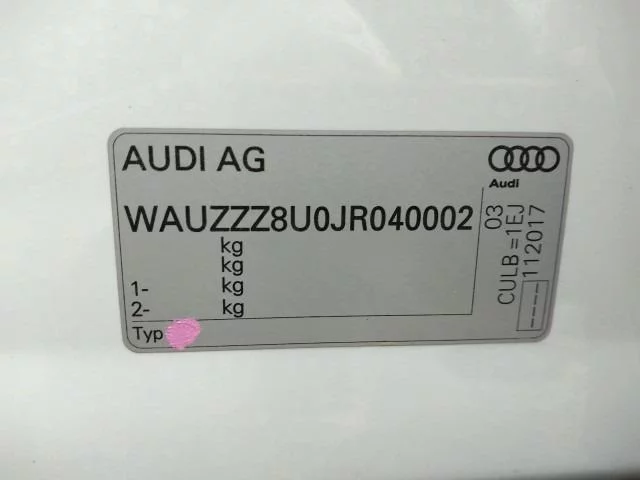 AUDI AG
Audi
WAUZZZ8U0JR040002
kg
kg
1- kg
2- kg
Typ
03
CULB=1EJ
112017
----